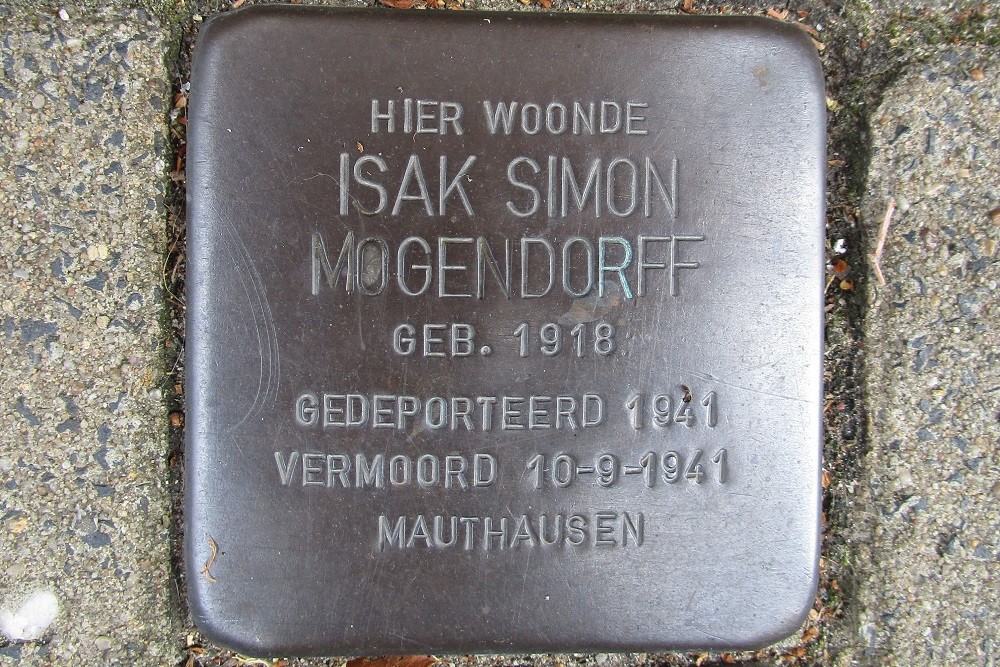 HIER WOONDE
ISAK SIMON
MOGENDORFF
GEB. 1918
GEDEPORTEERD 1941
VERMOORD 10-9-1941
MAUTHAUSEN